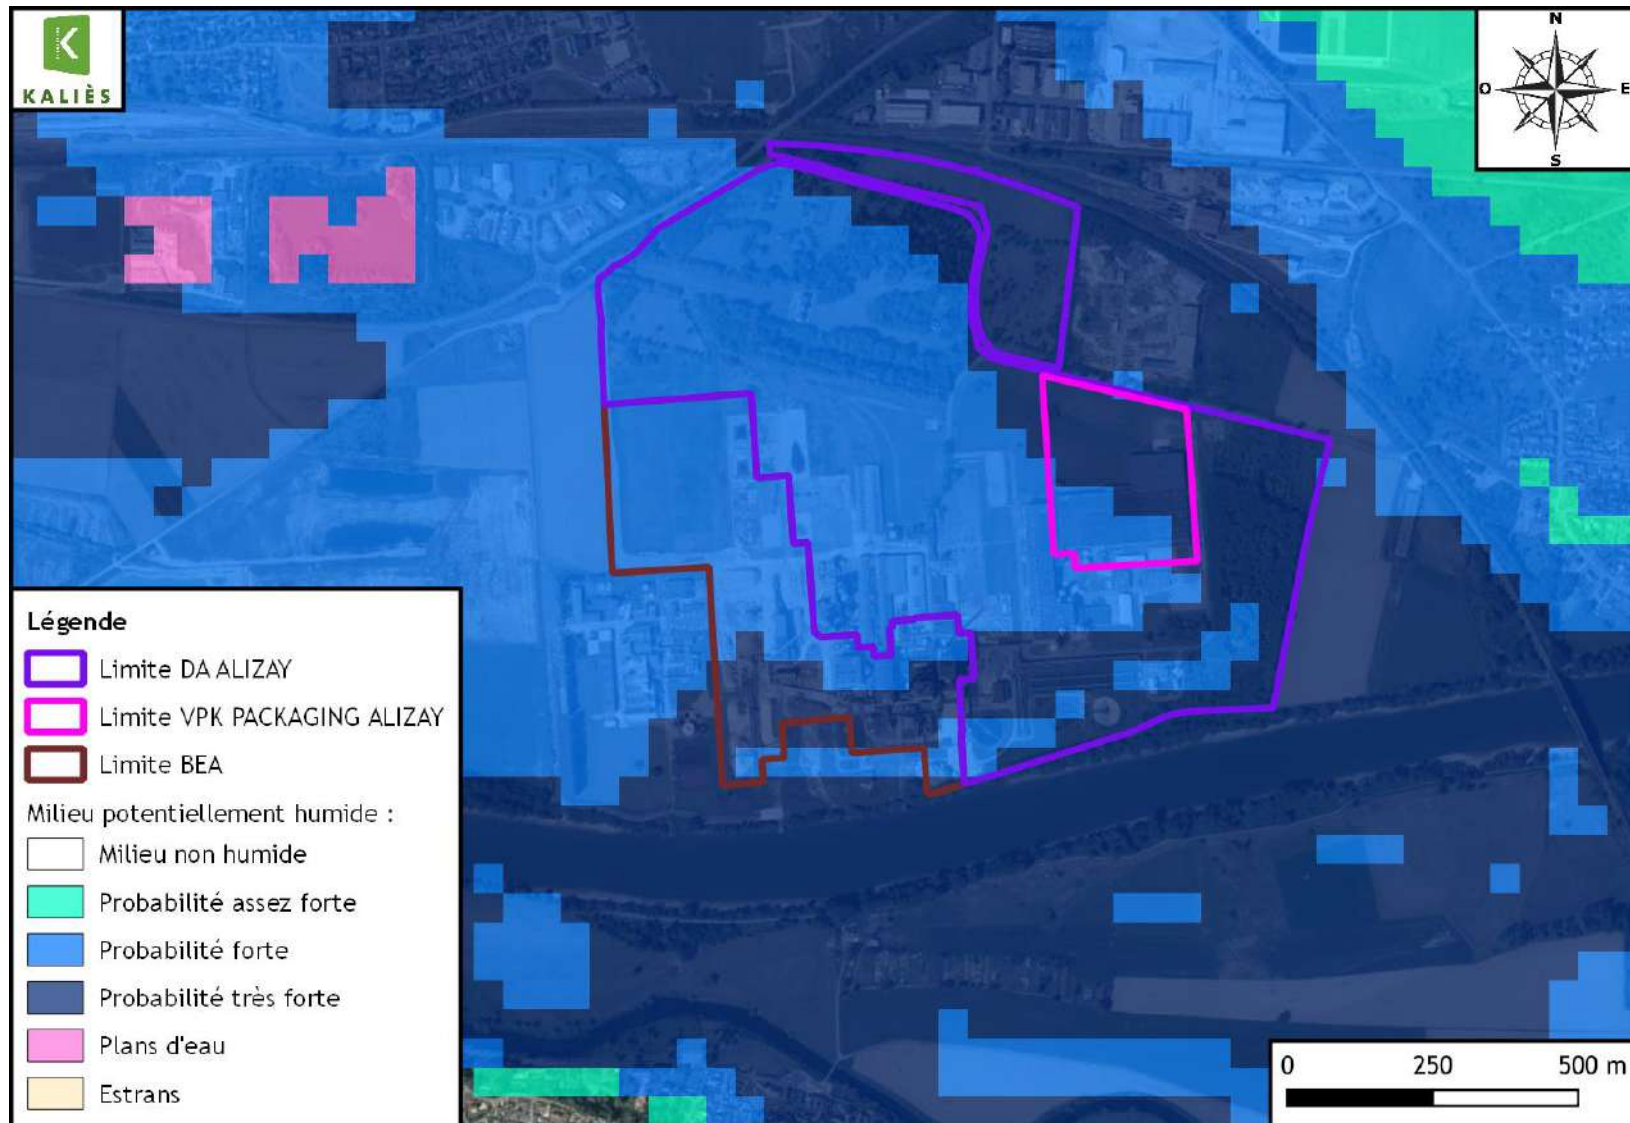 KALIÈS
N
O
E
S
Légende
Limite DA ALIZAY
Limite VPK PACKAGING ALIZAY
Limite BEA
Milieu potentiellement humide :
Milieu non humide
Probabilité assez forte
Probabilité forte
Probabilité très forte
Plans d'eau
Estrans
0 250 500 m